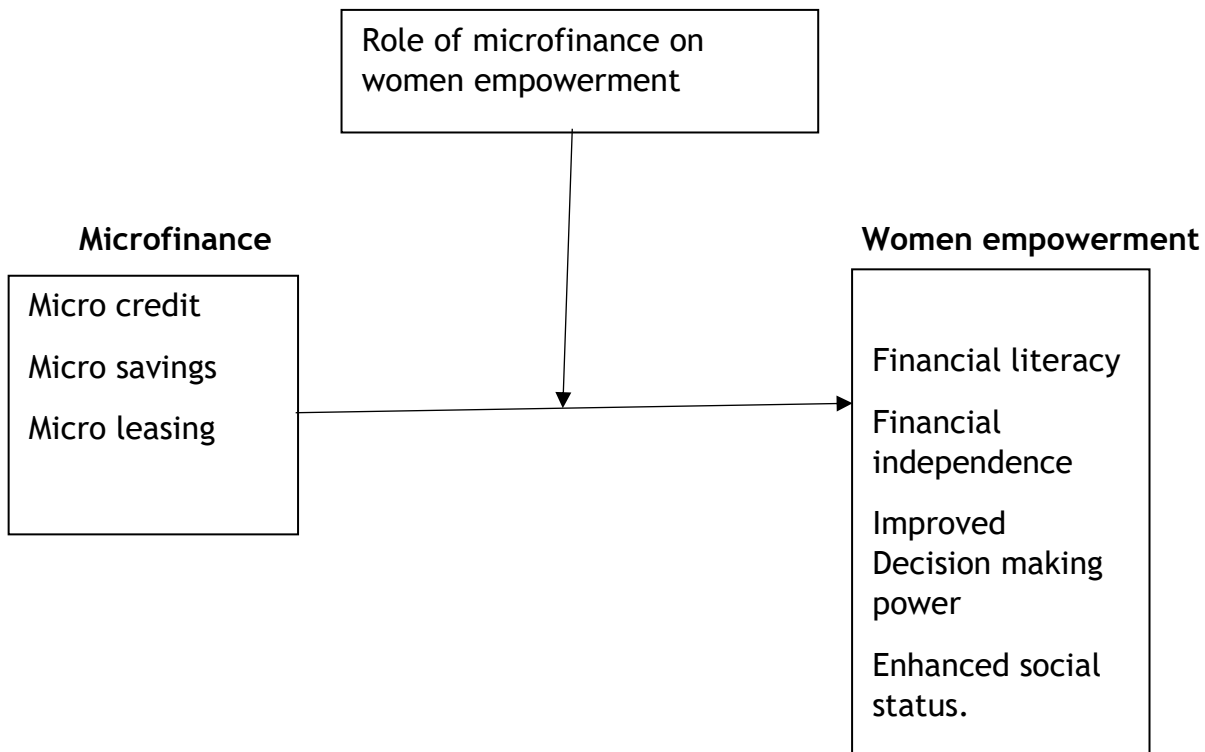 Role of microfinance on
women empowerment
Microfinance
Women empowerment
Micro credit
Micro savings
Micro leasing
Financial literacy
Financial
independence
Improved
Decision making
power
Enhanced social
status.